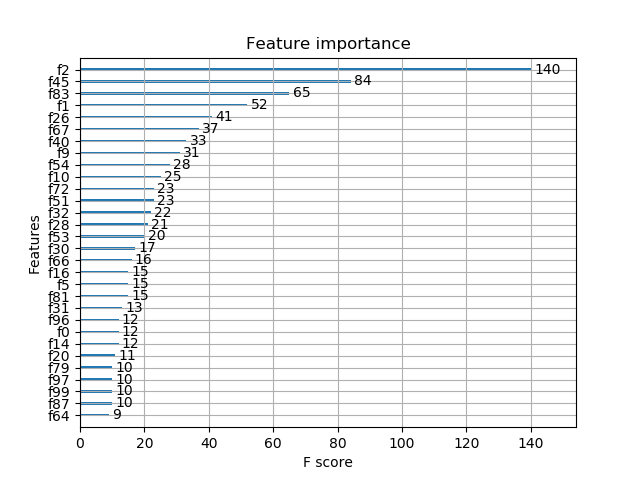 Feature importance
f2 140
f45 84
f83 65
f1 52
f26 41
f67 37
f40 33
f9 31
f54 28
f10 25
f72 23
f51 23
f32 22
f28 21
f53 20
f30 17
f66 16
f16 15
f5 15
f81 15
f31 13
f96 12
f0 12
f14 12
f20 11
f79 10
f97 10
f99 10
f87 10
f64 9
Features
0 20 40 60 80 100 120 140
F score